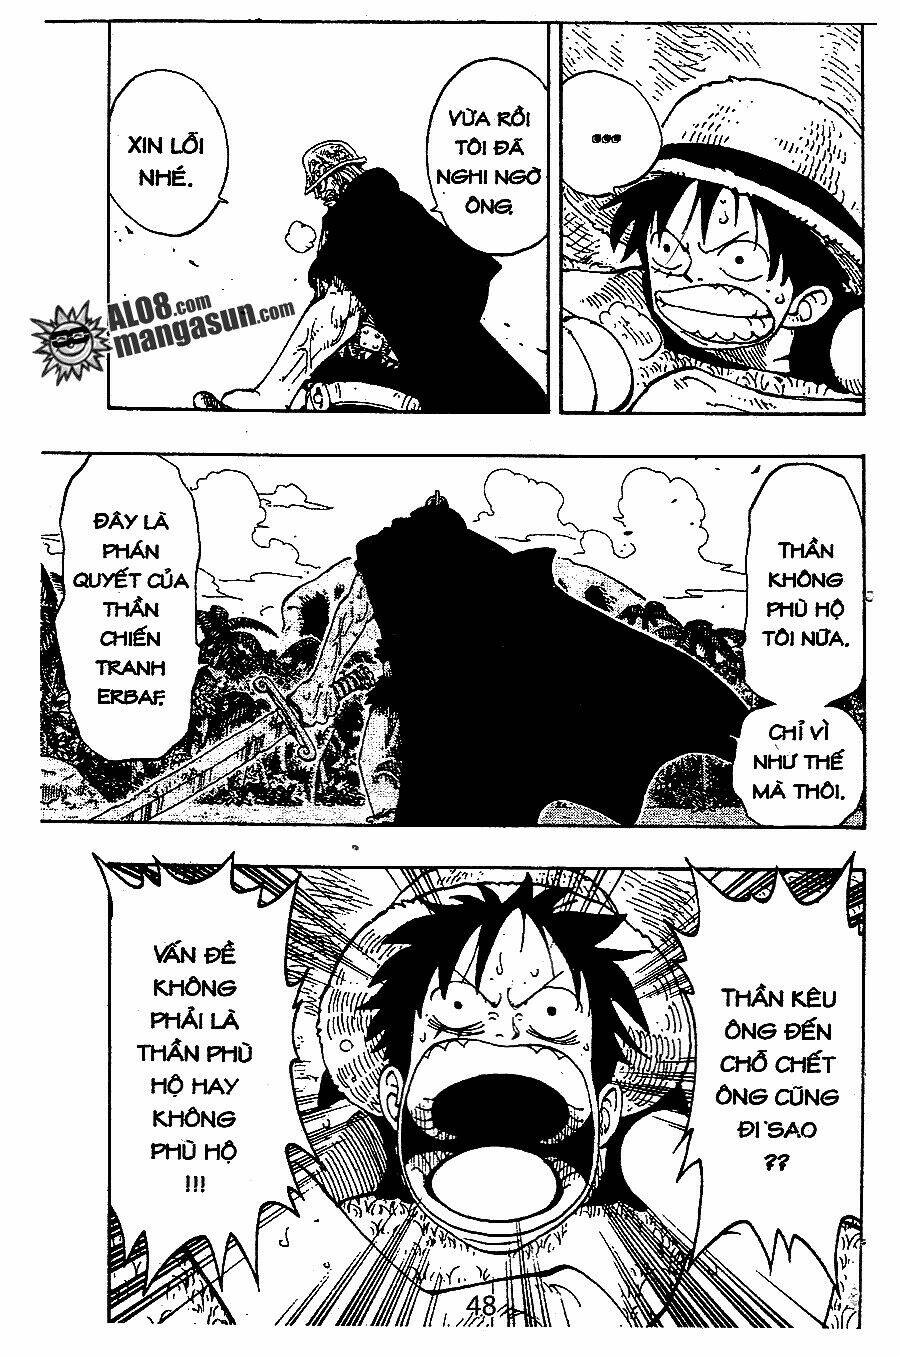 ...
VỪA RỒI
TÔI ĐÃ
NGHI NGỜ
ÔNG.
XIN LỖI
NHÉ.
AL08.com
mangasun.com
THẦN
KHÔNG
PHÙ HỘ
TÔI NỮA.
CHỈ VÌ
NHƯ THẾ
MÀ THÔI.
ĐÂY LÀ
PHÁN
QUYẾT CỦA
THẦN
CHIẾN
TRANH
ERBAF.
THẦN KÊU
ÔNG ĐẾN
CHỖ CHẾT
ÔNG CŨNG
ĐI SAO
??
VẤN ĐỀ
KHÔNG
PHẢI LÀ
THẦN PHÙ
HỘ HAY
KHÔNG
PHÙ HỘ
!!!
48